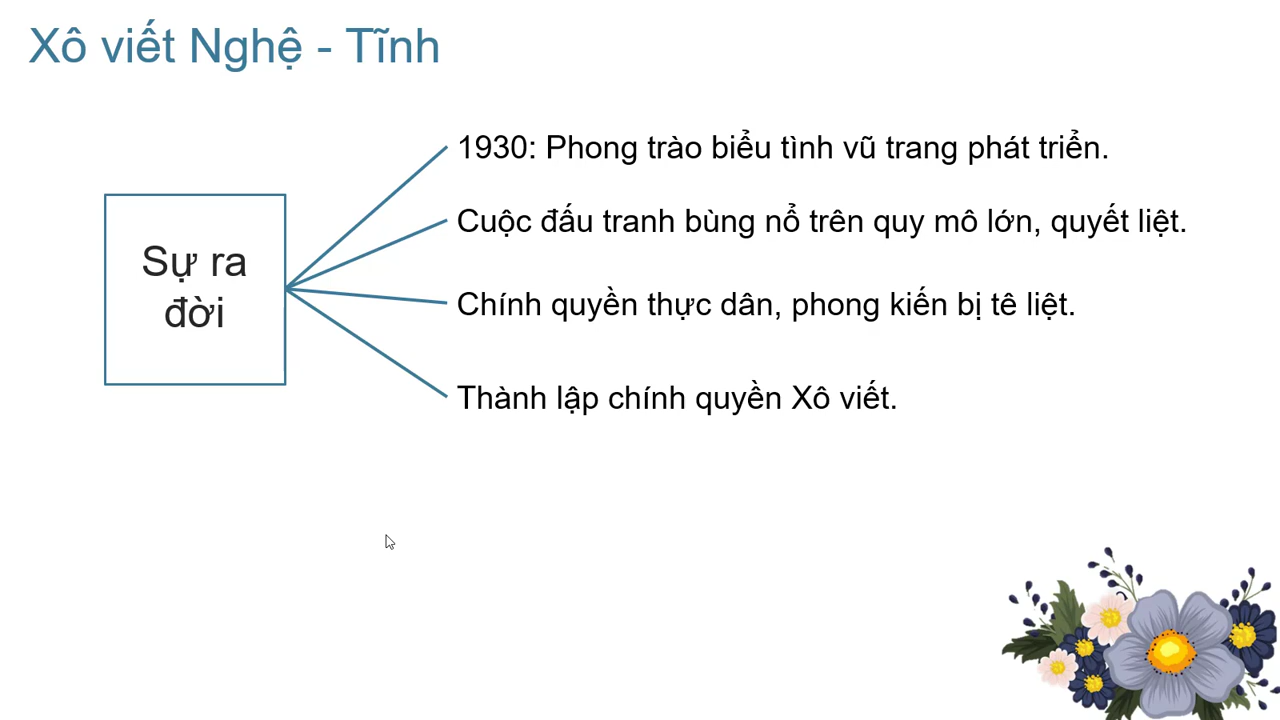 Xô viết Nghệ - Tĩnh
1930: Phong trào biểu tình vũ trang phát triển.
Cuộc đấu tranh bùng nổ trên quy mô lớn, quyết liệt.
Sự ra
đời
Chính quyền thực dân, phong kiến bị tê liệt.
Thành lập chính quyền Xô viết.